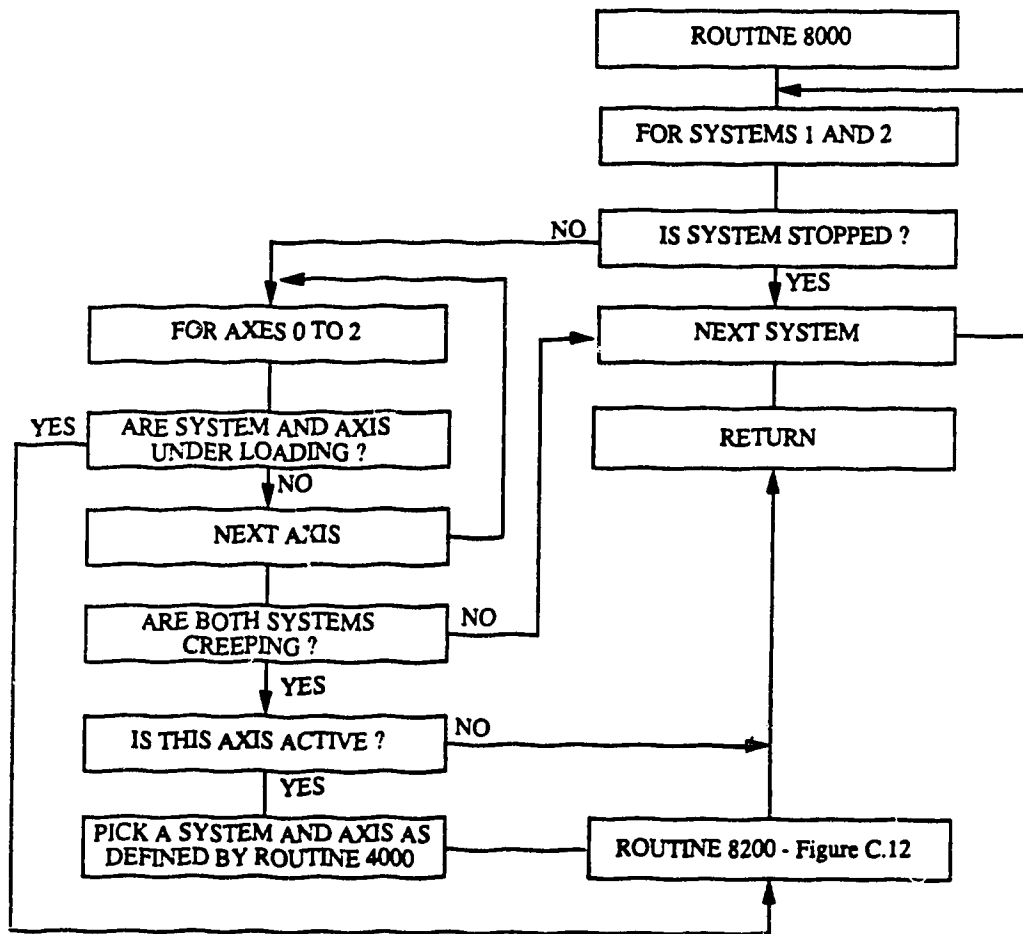 ROUTINE 8000
FOR SYSTEMS 1 AND 2
NO
IS SYSTEM STOPPED ?
YES
FOR AXES 0 TO 2
NEXT SYSTEM
YES
ARE SYSTEM AND AXIS
UNDER LOADING ?
RETURN
NO
NEXT AXIS
ARE BOTH SYSTEMS
CREEPING ?
NO
YES
IS THIS AXIS ACTIVE ?
NO
YES
PICK A SYSTEM AND AXIS AS
DEFINED BY ROUTINE 4000
ROUTINE 8200 - Figure C.12